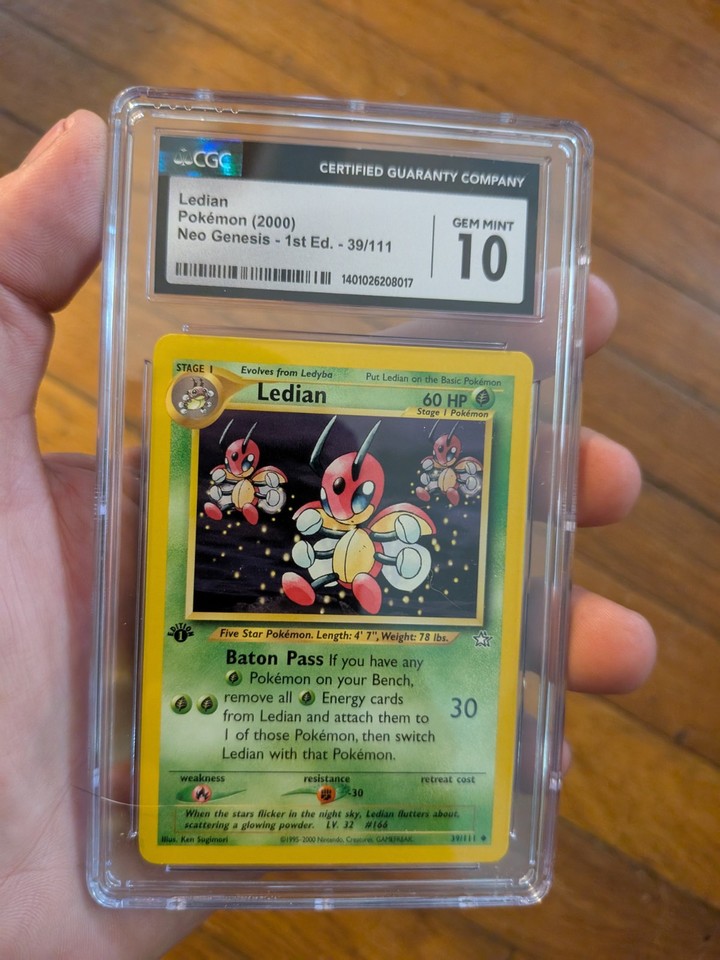 CGC
CERTIFIED GUARANTY COMPANY
Ledian
Pokémon (2000)
Neo Genesis - 1st Ed. - 39/111
GEM MINT
10
1401026208017
STAGE 1
Evolves from Ledyba
Put Ledian on the Basic Pokémon
Ledian
60 HP
Stage 1 Pokémon
EDITION
1
Five Star Pokémon. Length: 4' 7", Weight: 78 lbs.
Baton Pass If you have any
Pokémon on your Bench,
remove all Energy cards
from Ledian and attach them to
1 of those Pokémon, then switch
Ledian with that Pokémon.
30
weakness
resistance
retreat cost
-30
When the stars flicker in the night sky, Ledian flutters about,
scattering a glowing powder. LV. 32 #166
Illus. Ken Sugimori
©1995-2000 Nintendo, Creatures, GAMEFREAK.
39/111